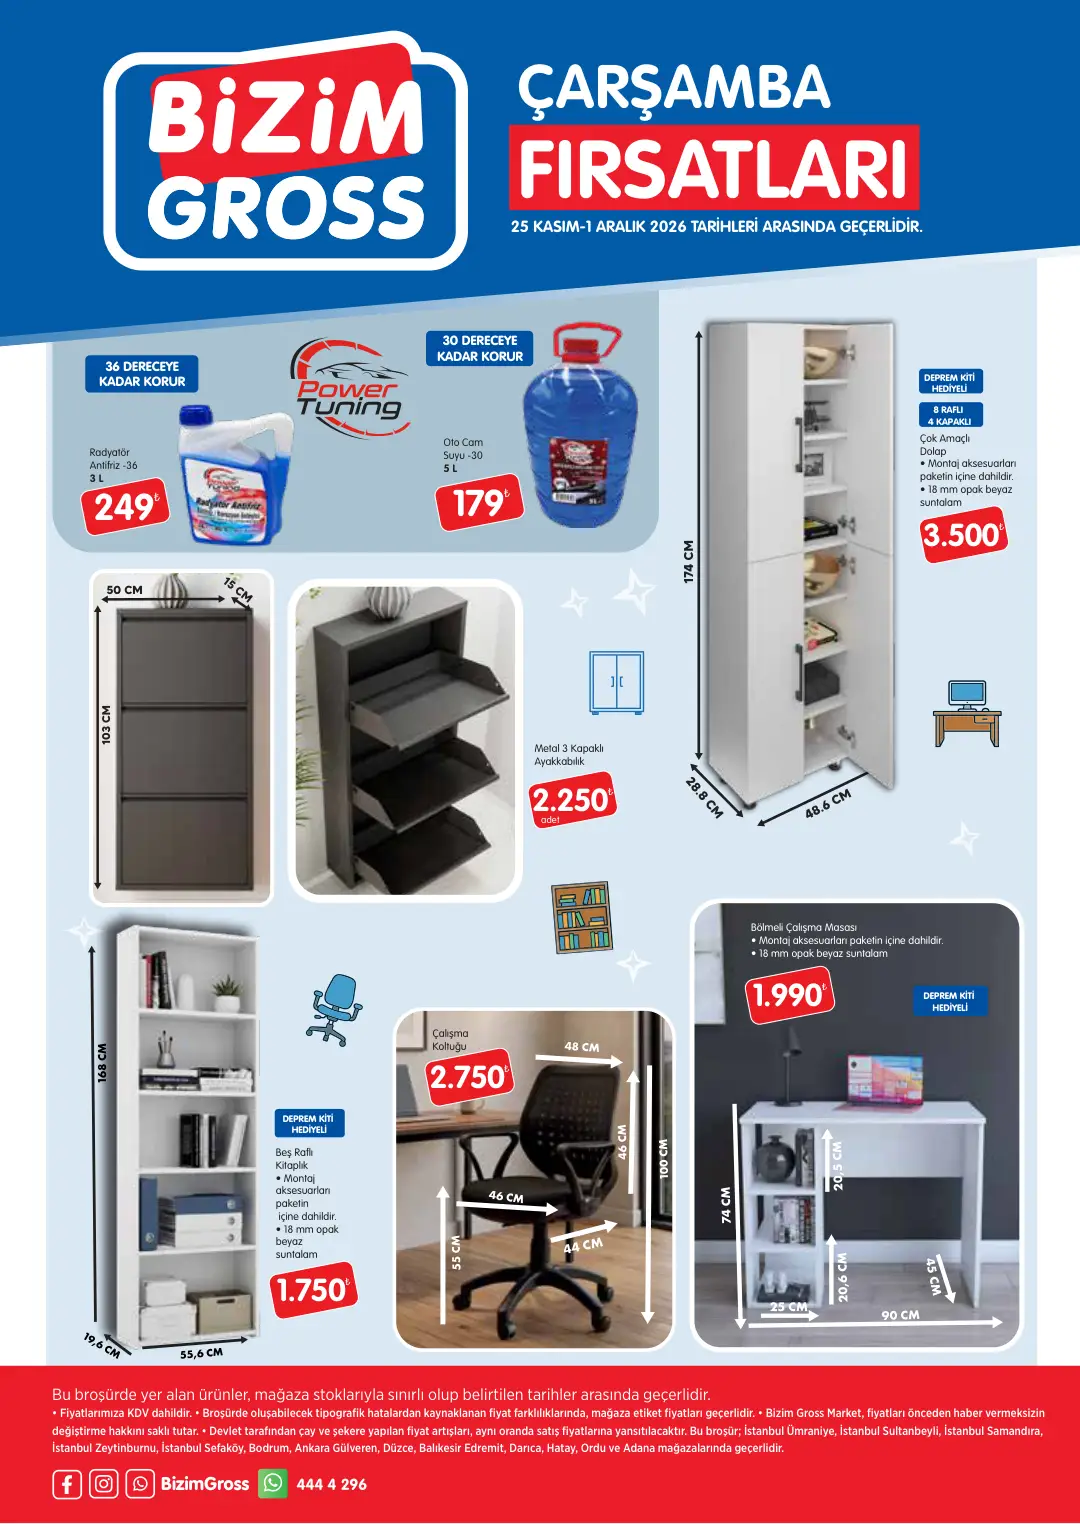 BİZİM
GROSS
ÇARŞAMBA
FIRSATLARI
25 KASIM-1 ARALIK 2026 TARİHLERİ ARASINDA GEÇERLİDİR.
36 DERECEYE
KADAR KORUR
Power
Tuning
30 DERECEYE
KADAR KORUR
Radyatör
Antifriz -36
3 L
249₺
Oto Cam
Suyu -30
5 L
179₺
DEPREM KİTİ
HEDİYELİ
8 RAFLI
4 KAPAKLI
Çok Amaçlı
Dolap
• Montaj aksesuarları
paketin içine dahildir.
• 18 mm opak beyaz
suntalam
3.500₺
174 CM
28.8 CM
48.6 CM
50 CM
15 CM
103 CM
Metal 3 Kapaklı
Ayakkabılık
2.250₺
adet
168 CM
19,6 CM
55,6 CM
DEPREM KİTİ
HEDİYELİ
Beş Raflı
Kitaplık
• Montaj
aksesuarları
paketin
içine dahildir.
• 18 mm opak
beyaz
suntalam
1.750₺
Çalışma
Koltuğu
2.750₺
48 CM
46 CM
100 CM
46 CM
44 CM
55 CM
Bölmeli Çalışma Masası
• Montaj aksesuarları paketin içine dahildir.
• 18 mm opak beyaz suntalam
1.990₺
DEPREM KİTİ
HEDİYELİ
74 CM
20,5 CM
20,6 CM
25 CM
45 CM
90 CM
Bu broşürde yer alan ürünler, mağaza stoklarıyla sınırlı olup belirtilen tarihler arasında geçerlidir.
• Fiyatlarımıza KDV dahildir. • Broşürde oluşabilecek tipografik hatalardan kaynaklanan fiyat farklılıklarında, mağaza etiket fiyatları geçerlidir. • Bizim Gross Market, fiyatları önceden haber vermeksizin
değiştirme hakkını saklı tutar. • Devlet tarafından çay ve şekere yapılan fiyat artışları, aynı oranda satış fiyatlarına yansıtılacaktır. Bu broşür; İstanbul Ümraniye, İstanbul Sultanbeyli, İstanbul Samandıra,
İstanbul Zeytinburnu, İstanbul Sefaköy, Bodrum, Ankara Gülveren, Düzce, Balıkesir Edremit, Darıca, Hatay, Ordu ve Adana mağazalarında geçerlidir.
BizimGross
444 4 296